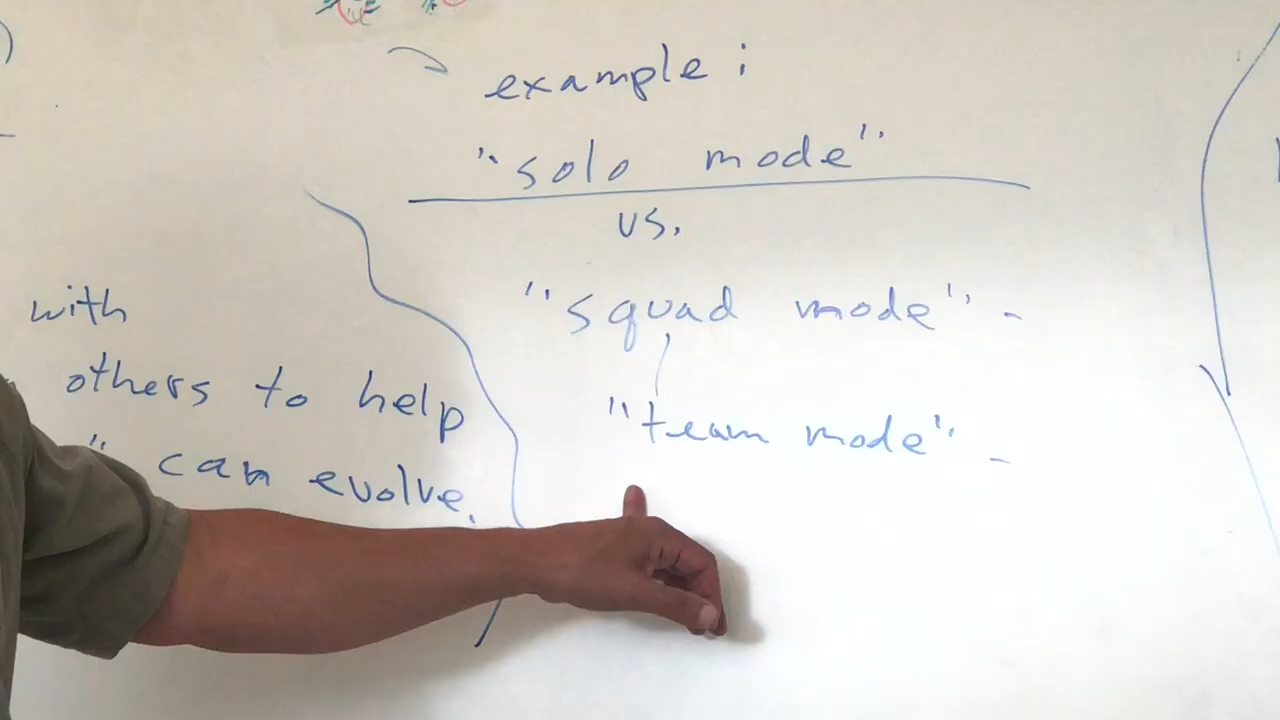 example:
"solo mode"
vs.
"squad mode" -
"team mode" -
with
others to help
" can evolve.